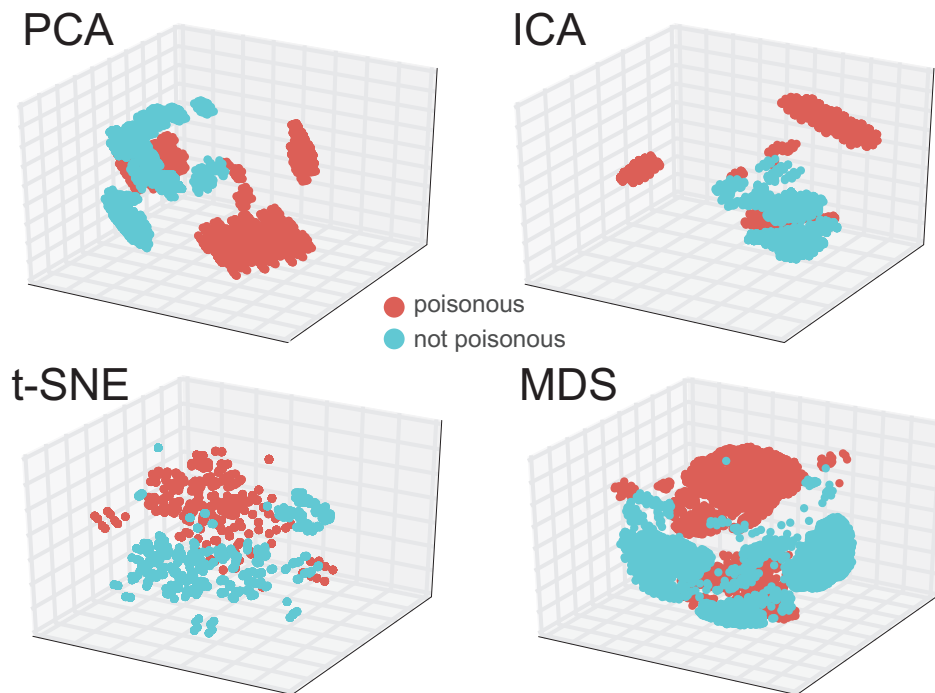 PCA
ICA
poisonous
not poisonous
t-SNE
MDS